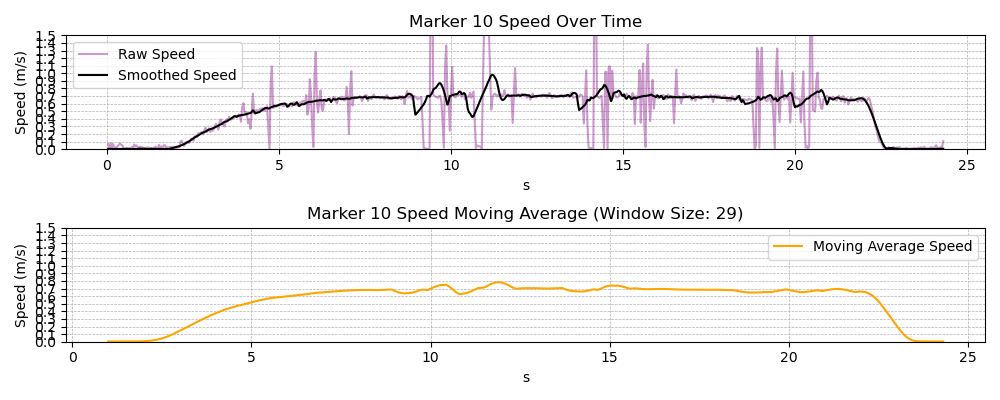 Marker 10 Speed Over Time
1.5
1.4
1.3
1.2
1.1
1.0
0.9
0.8
0.7
0.6
0.5
0.4
0.3
0.2
0.1
0.0
Speed (m/s)
Raw Speed
Smoothed Speed
0 5 10 15 20 25
s
Marker 10 Speed Moving Average (Window Size: 29)
1.5
1.4
1.3
1.2
1.1
1.0
0.9
0.8
0.7
0.6
0.5
0.4
0.3
0.2
0.1
0.0
Speed (m/s)
Moving Average Speed
0 5 10 15 20 25
s